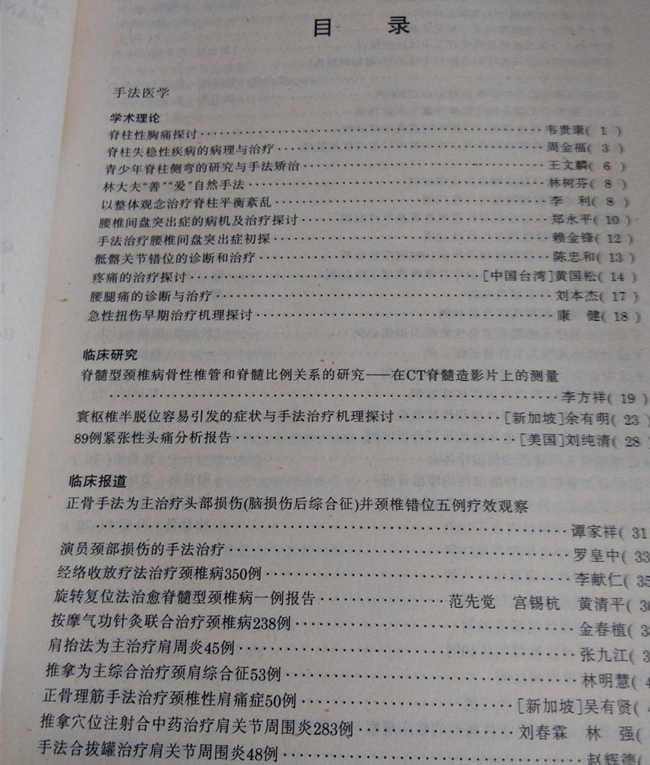 目 录
手法医学
学术理论
脊柱性胸痛探讨……………………………韦贵康( 1 )
脊柱失稳性疾病的病理与治疗……………………………周金福( 3 )
青少年脊柱侧弯的研究与手法矫治……………………………王文麟( 6 )
林大夫“善”“爱”自然手法……………………………林树芬( 8 )
以整体观念治疗脊柱平衡紊乱……………………………李 利( 8 )
腰椎间盘突出症的病机及治疗探讨……………………………郑永平( 10 )
手法治疗腰椎间盘突出症初探……………………………赖金锋( 12 )
骶髂关节错位的诊断和治疗……………………………陈忠和( 13 )
疼痛的治疗探讨……………………………[中国台湾]黄国松( 14 )
腰腿痛的诊断与治疗……………………………刘本杰( 17 )
急性扭伤早期治疗机理探讨……………………………康 健( 18 )
临床研究
脊髓型颈椎病骨性椎管和脊髓比例关系的研究——在CT脊髓造影片上的测量
……………………………李方祥( 19 )
寰枢椎半脱位容易引发的症状与手法治疗机理探讨……………[新加坡]余有明( 23 )
89例紧张性头痛分析报告……………………………[美国]刘纯清( 28 )
临床报道
正骨手法为主治疗头部损伤(脑损伤后综合征)并颈椎错位五例疗效观察
……………………………谭家祥( 31
演员颈部损伤的手法治疗……………………………罗皇中( 33
经络收放疗法治疗颈椎病350例……………………………李献仁( 35
旋转复位法治愈脊髓型颈椎病一例报告……………范先觉 宫锡杭 黄清平( 3
按摩气功针灸联合治疗颈椎病238例……………………………金春植( 3
肩抬法为主治疗肩周炎45例……………………………张九江( 3
推拿为主综合治疗颈肩综合征53例……………………………林明慧( 4
正骨理筋手法治疗颈椎性肩痛症50例……………………[新加坡]吴有贤(
推拿穴位注射合中药治疗肩关节周围炎283例……………刘春霖 林 强(
手法合拔罐治疗肩关节周围炎48例……………………………赵辉德(